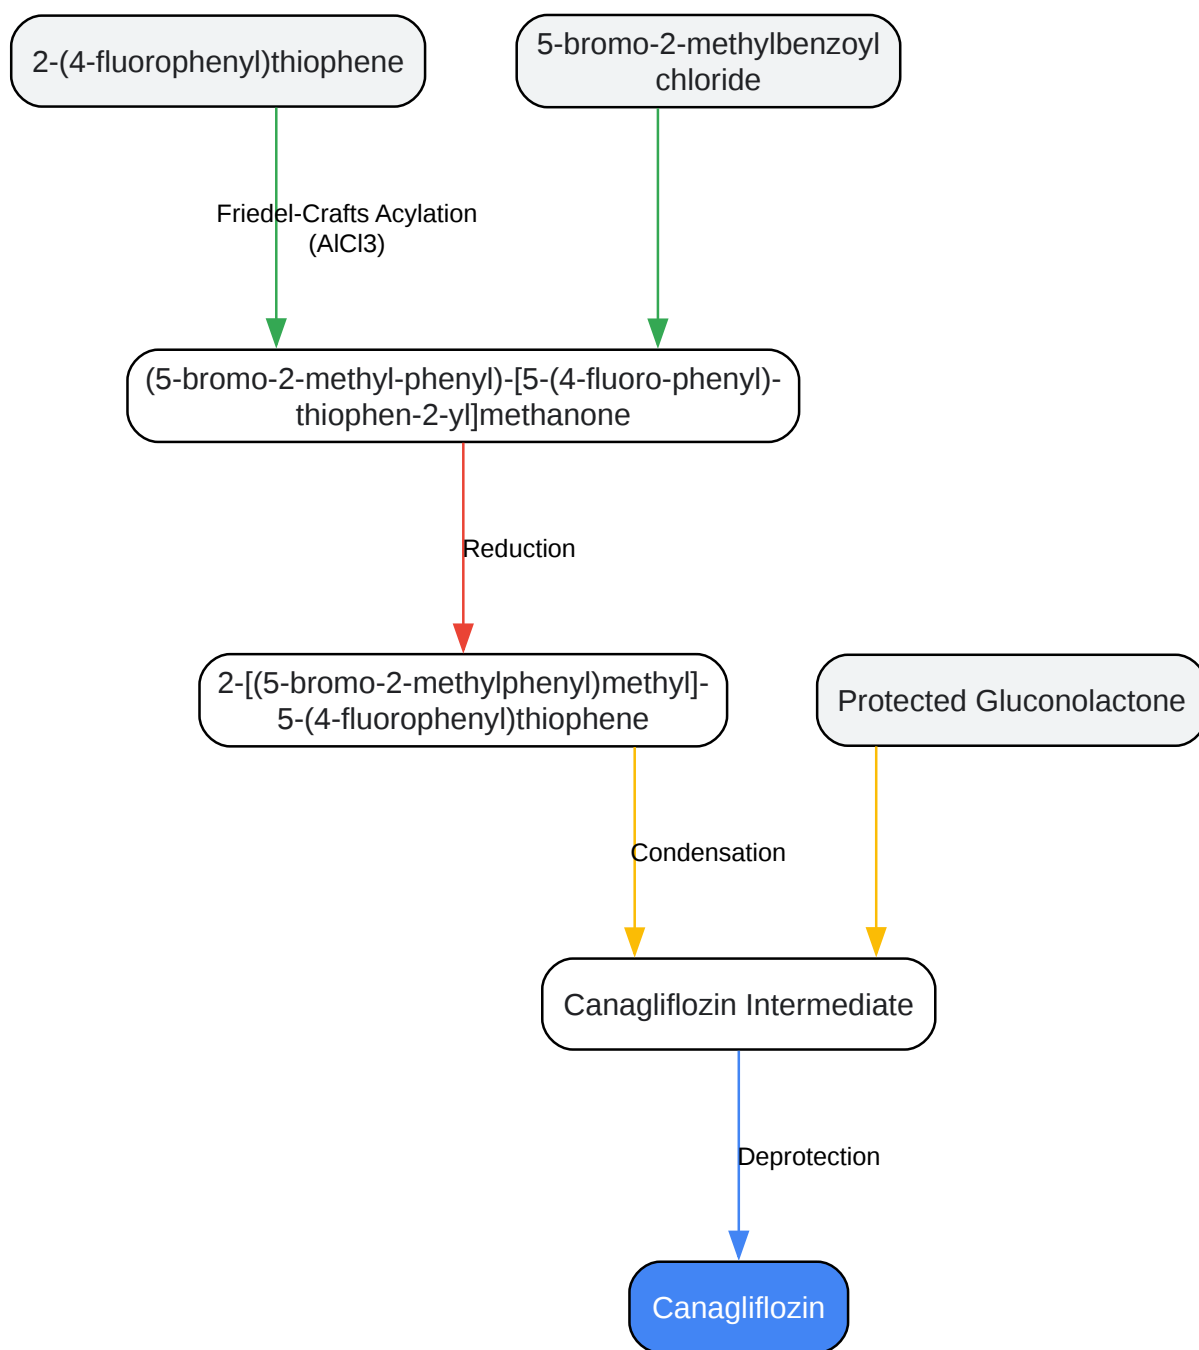 2-(4-fluorophenyl)thiophene
5-bromo-2-methylbenzoyl
chloride
Friedel-Crafts Acylation
(AlCl3)
(5-bromo-2-methyl-phenyl)-[5-(4-fluoro-phenyl)-
thiophen-2-yl]methanone
Reduction
2-[(5-bromo-2-methylphenyl)methyl]-
5-(4-fluorophenyl)thiophene
Protected Gluconolactone
Condensation
Canagliflozin Intermediate
Deprotection
Canagliflozin